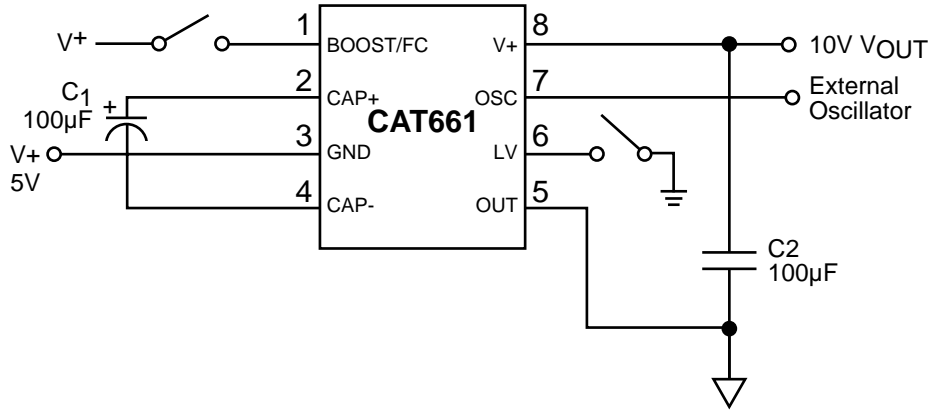 1
8
V+
BOOST/FC
V+
10V VOUT
2
7
C1
+
CAP+
OSC
External
Oscillator
100µF
CAT661
3
6
V+
GND
LV
5V
4
5
CAP-
OUT
C2
100µF